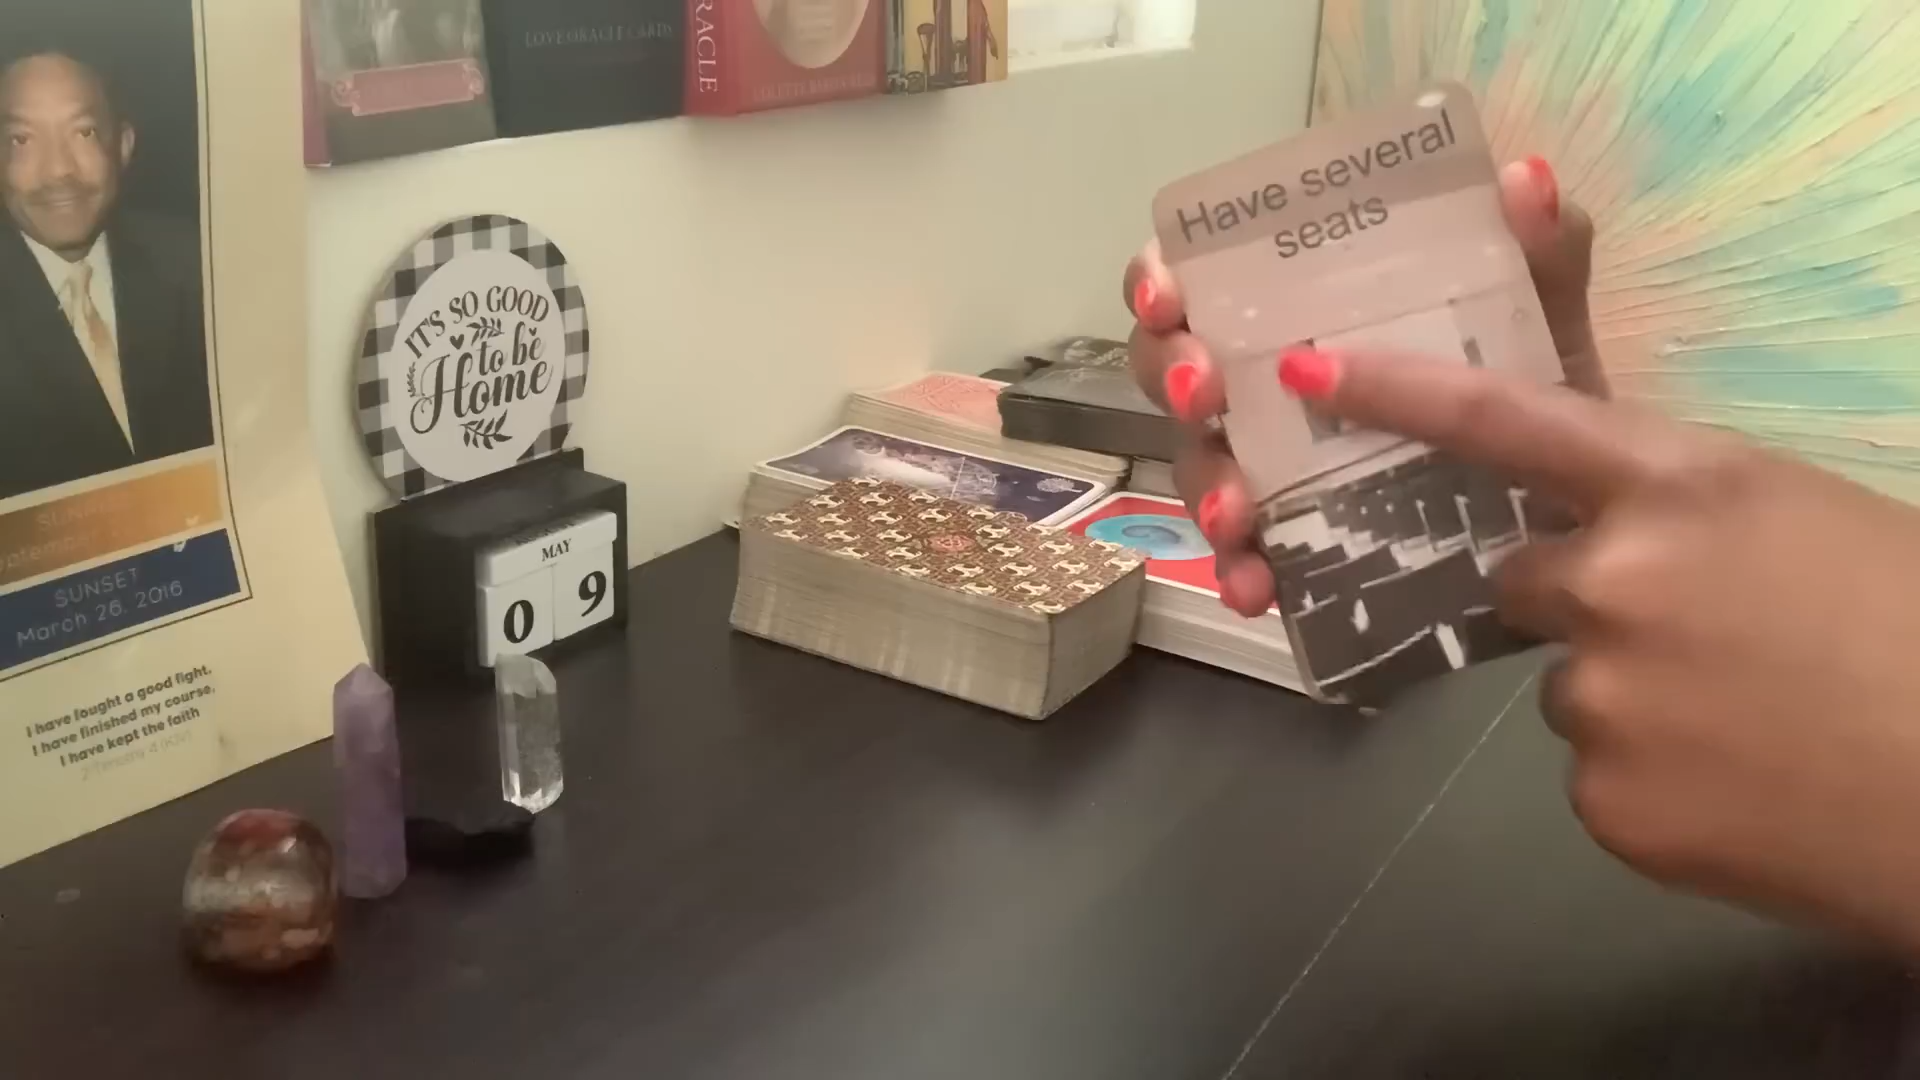 LOVE ORACLE CARDS
ORACLE
Have several
seats
IT'S SO GOOD
to be
Home
MAY
0 9
SUNSET
March 26, 2016
I have fought a good fight,
I have finished my course,
I have kept the faith